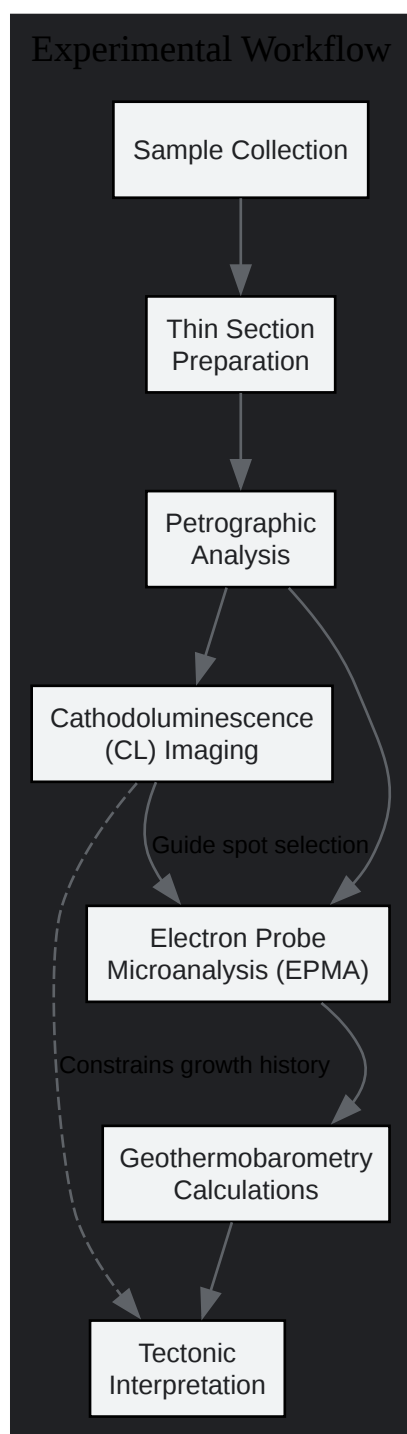 Experimental Workflow
Sample Collection
Thin Section
Preparation
Petrographic
Analysis
Cathodoluminescence
(CL) Imaging
Guide spot selection
Electron Probe
Microanalysis (EPMA)
Constrains growth history
Geothermobarometry
Calculations
Tectonic
Interpretation